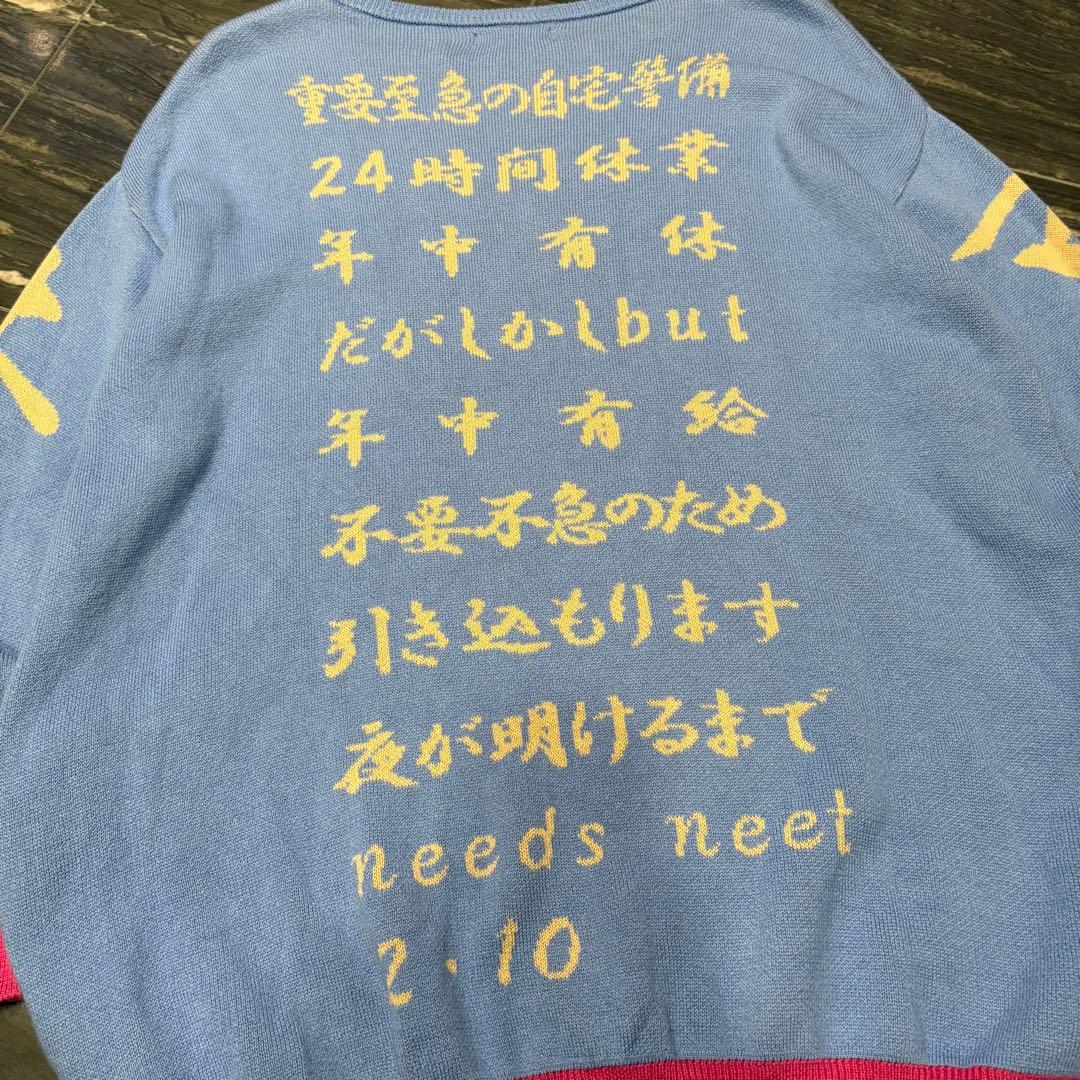 重要至急の自宅警備
24時間休業
年中有休
だがしかしbut
年中有給
不要不急のため
引き込もります
夜が明けるまで
needs neet
2.10